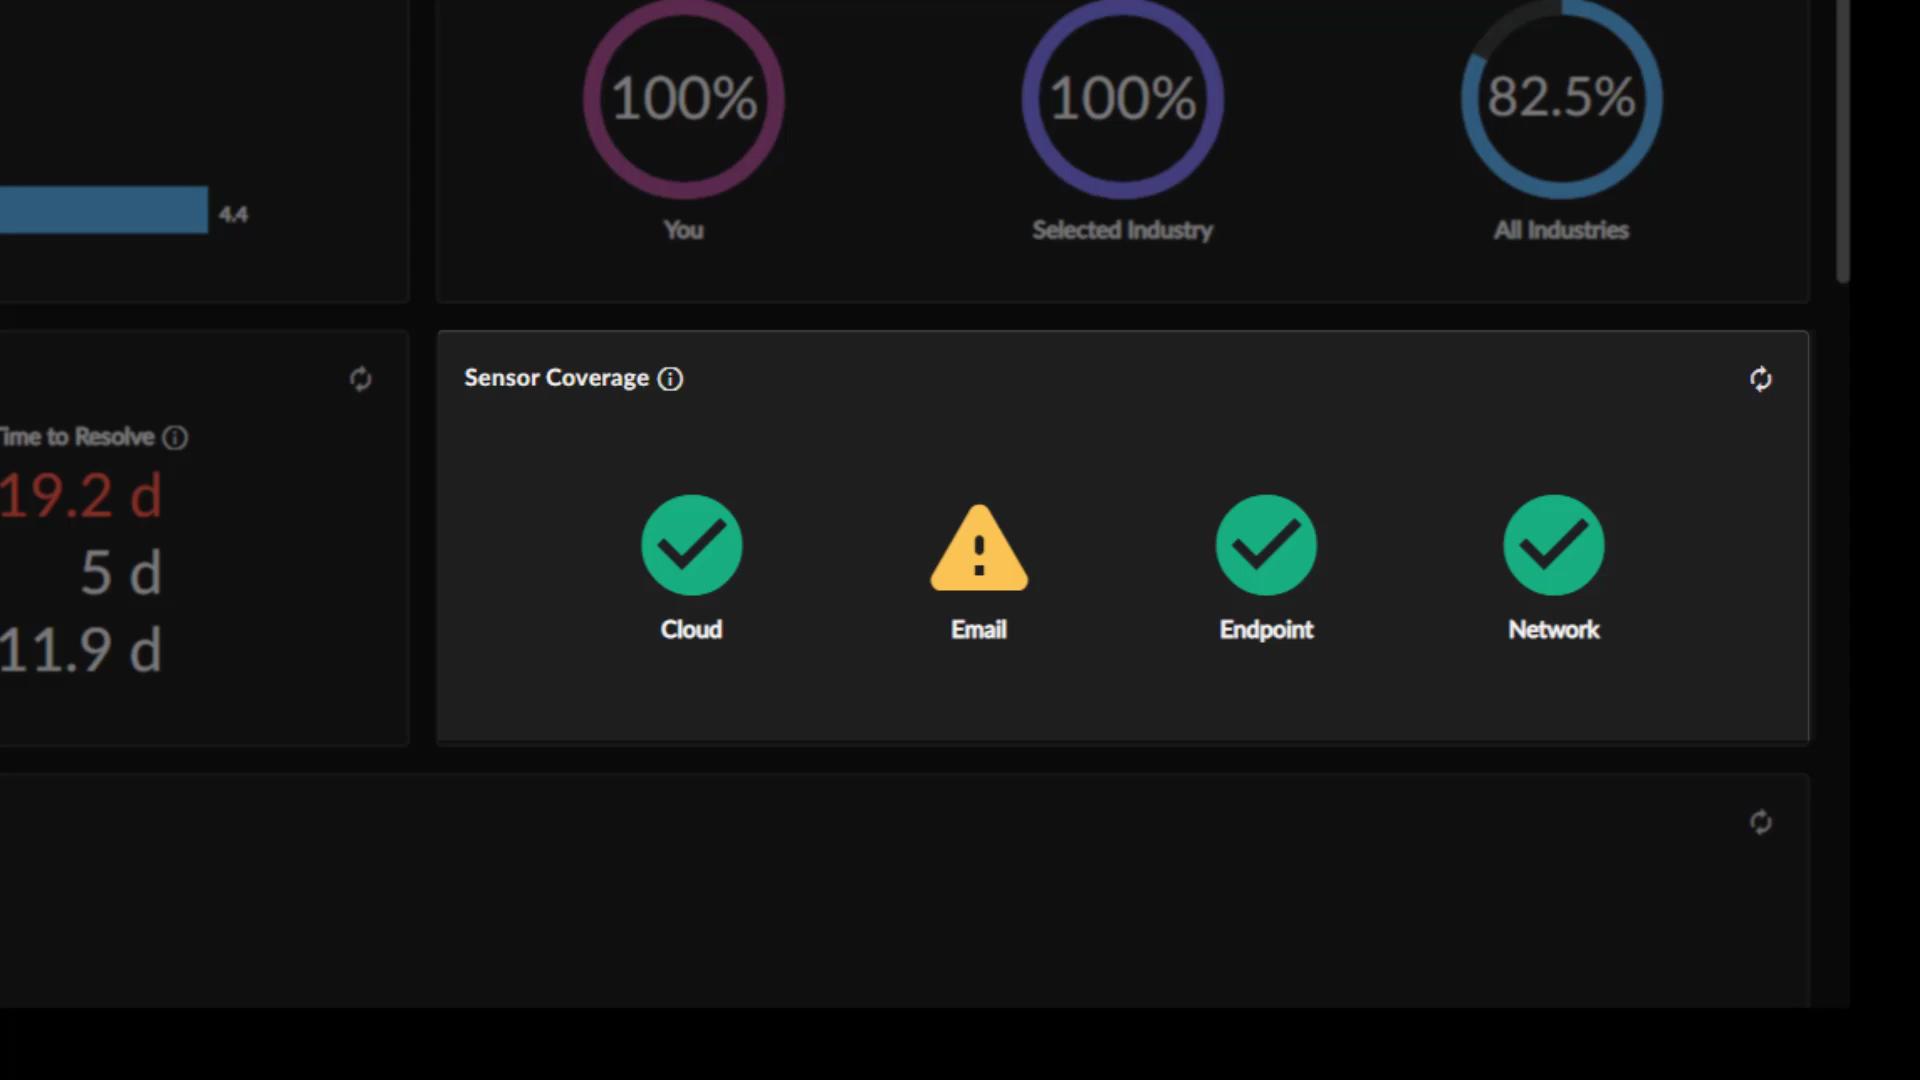 100%
100%
82.5%
You
Selected Industry
All Industries
4.4
Time to Resolve
19.2 d
5 d
11.9 d
Sensor Coverage
Cloud
Email
Endpoint
Network